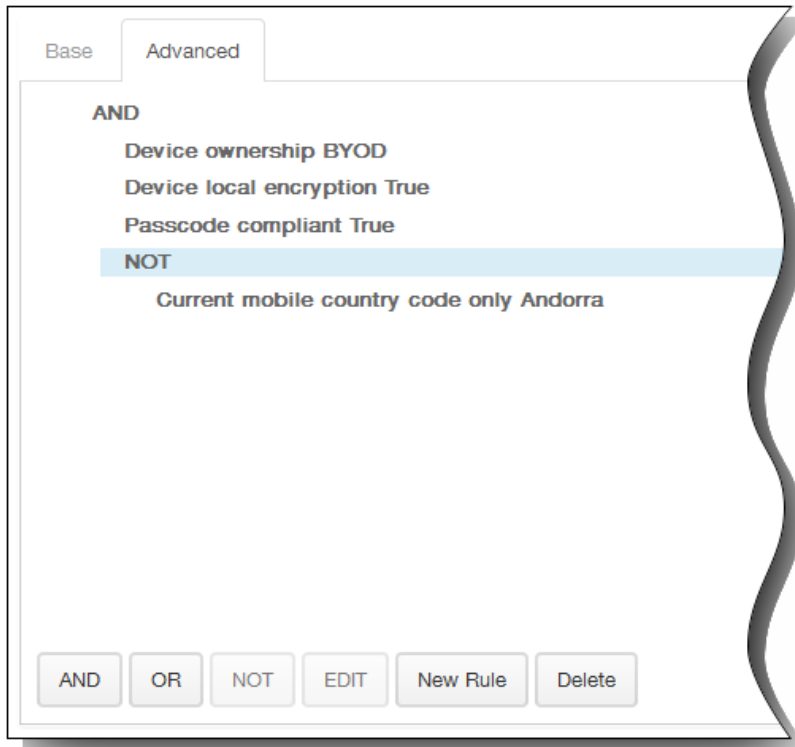 Base Advanced
AND
Device ownership BYOD
Device local encryption True
Passcode compliant True
NOT
Current mobile country code only Andorra
AND OR NOT EDIT New Rule Delete